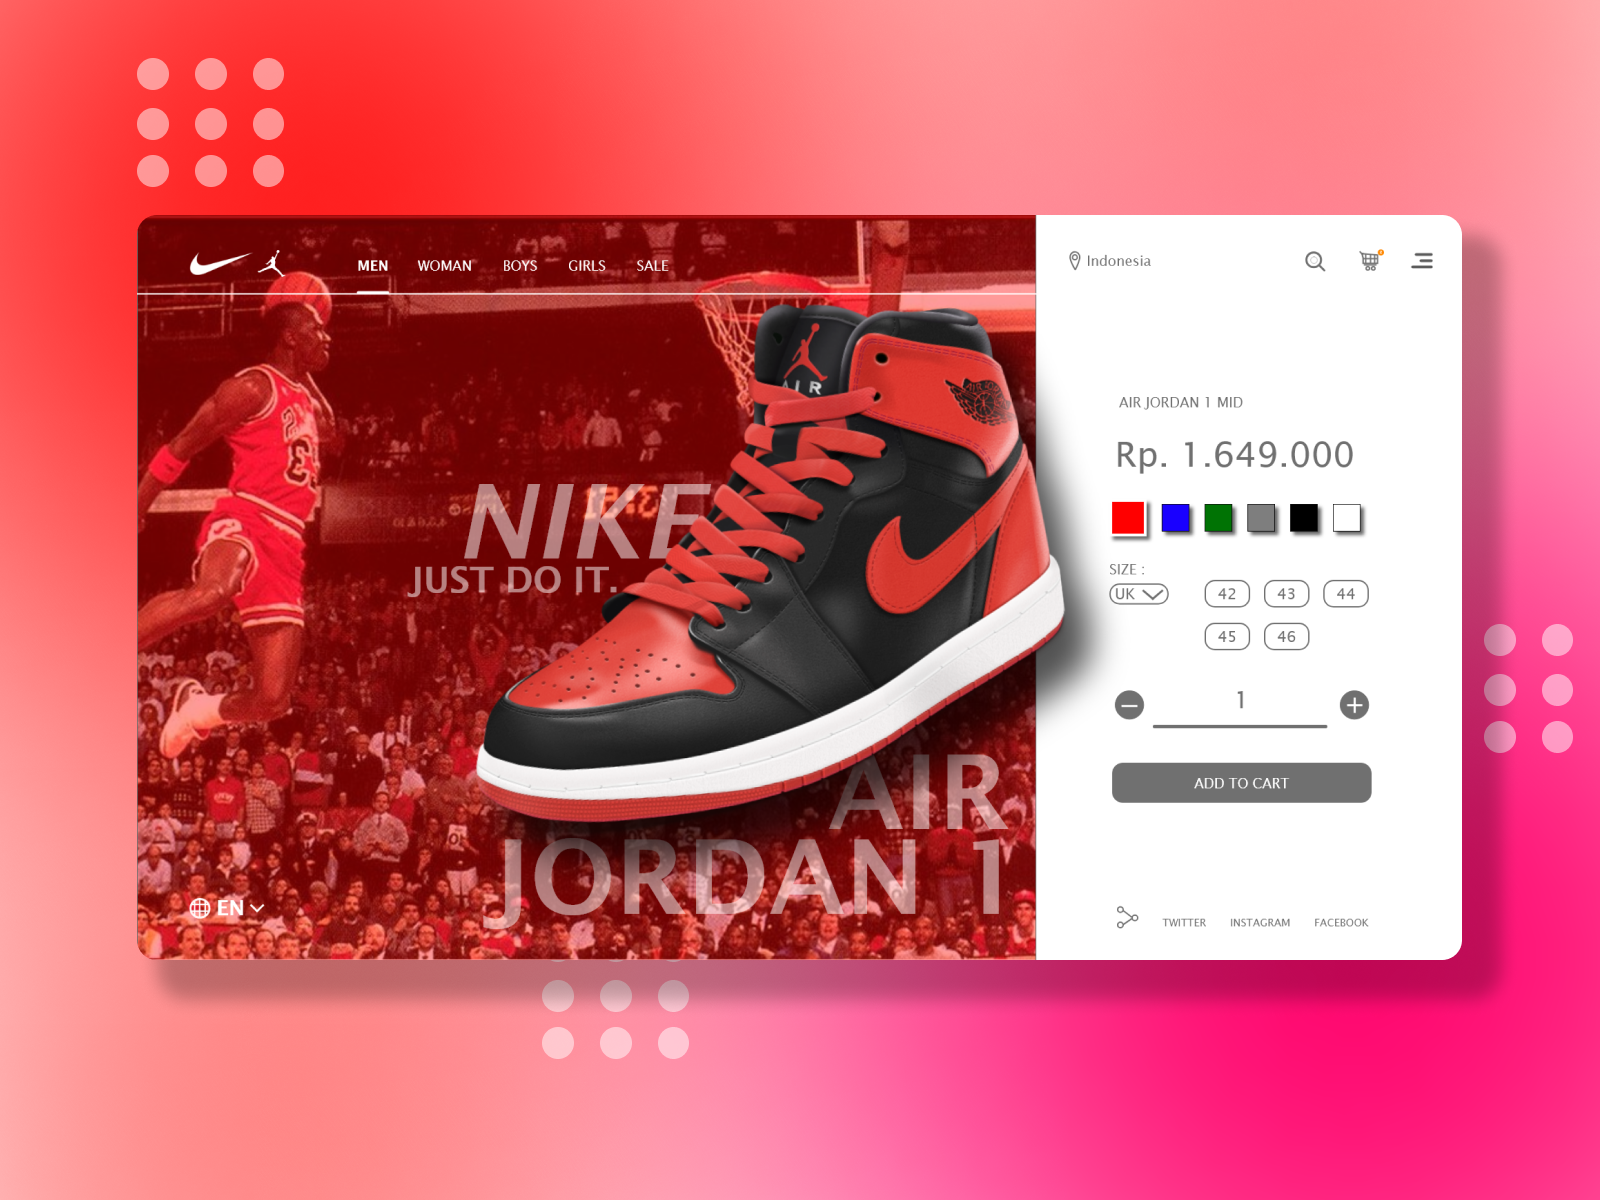 MEN WOMAN BOYS GIRLS SALE
Indonesia
AIR
NIKE
JUST DO IT.
AIR
JORDAN 1
EN
AIR JORDAN 1 MID
Rp. 1.649.000
SIZE :
UK
42 43 44
45 46
1
ADD TO CART
TWITTER INSTAGRAM FACEBOOK